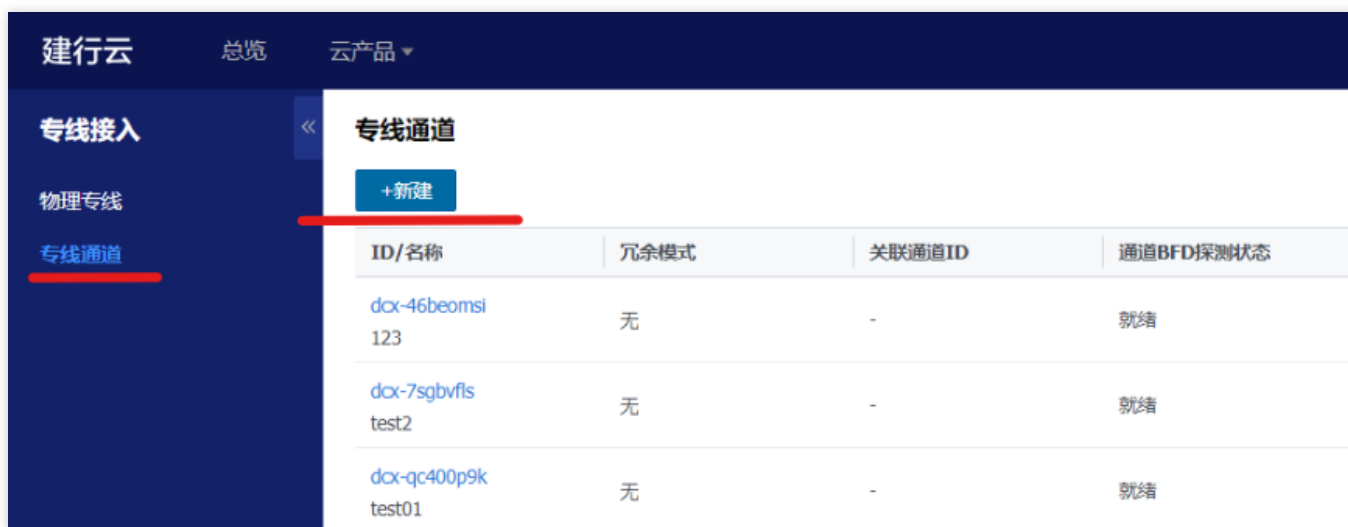 建行云 总览 云产品
专线接入 专线通道
物理专线 +新建
专线通道
ID/名称 冗余模式 关联通道ID 通道BFD探测状态
dcx-46beomsi
123 无 - 就绪
dcx-7sgbvfls
test2 无 - 就绪
dcx-qc400p9k
test01 无 - 就绪